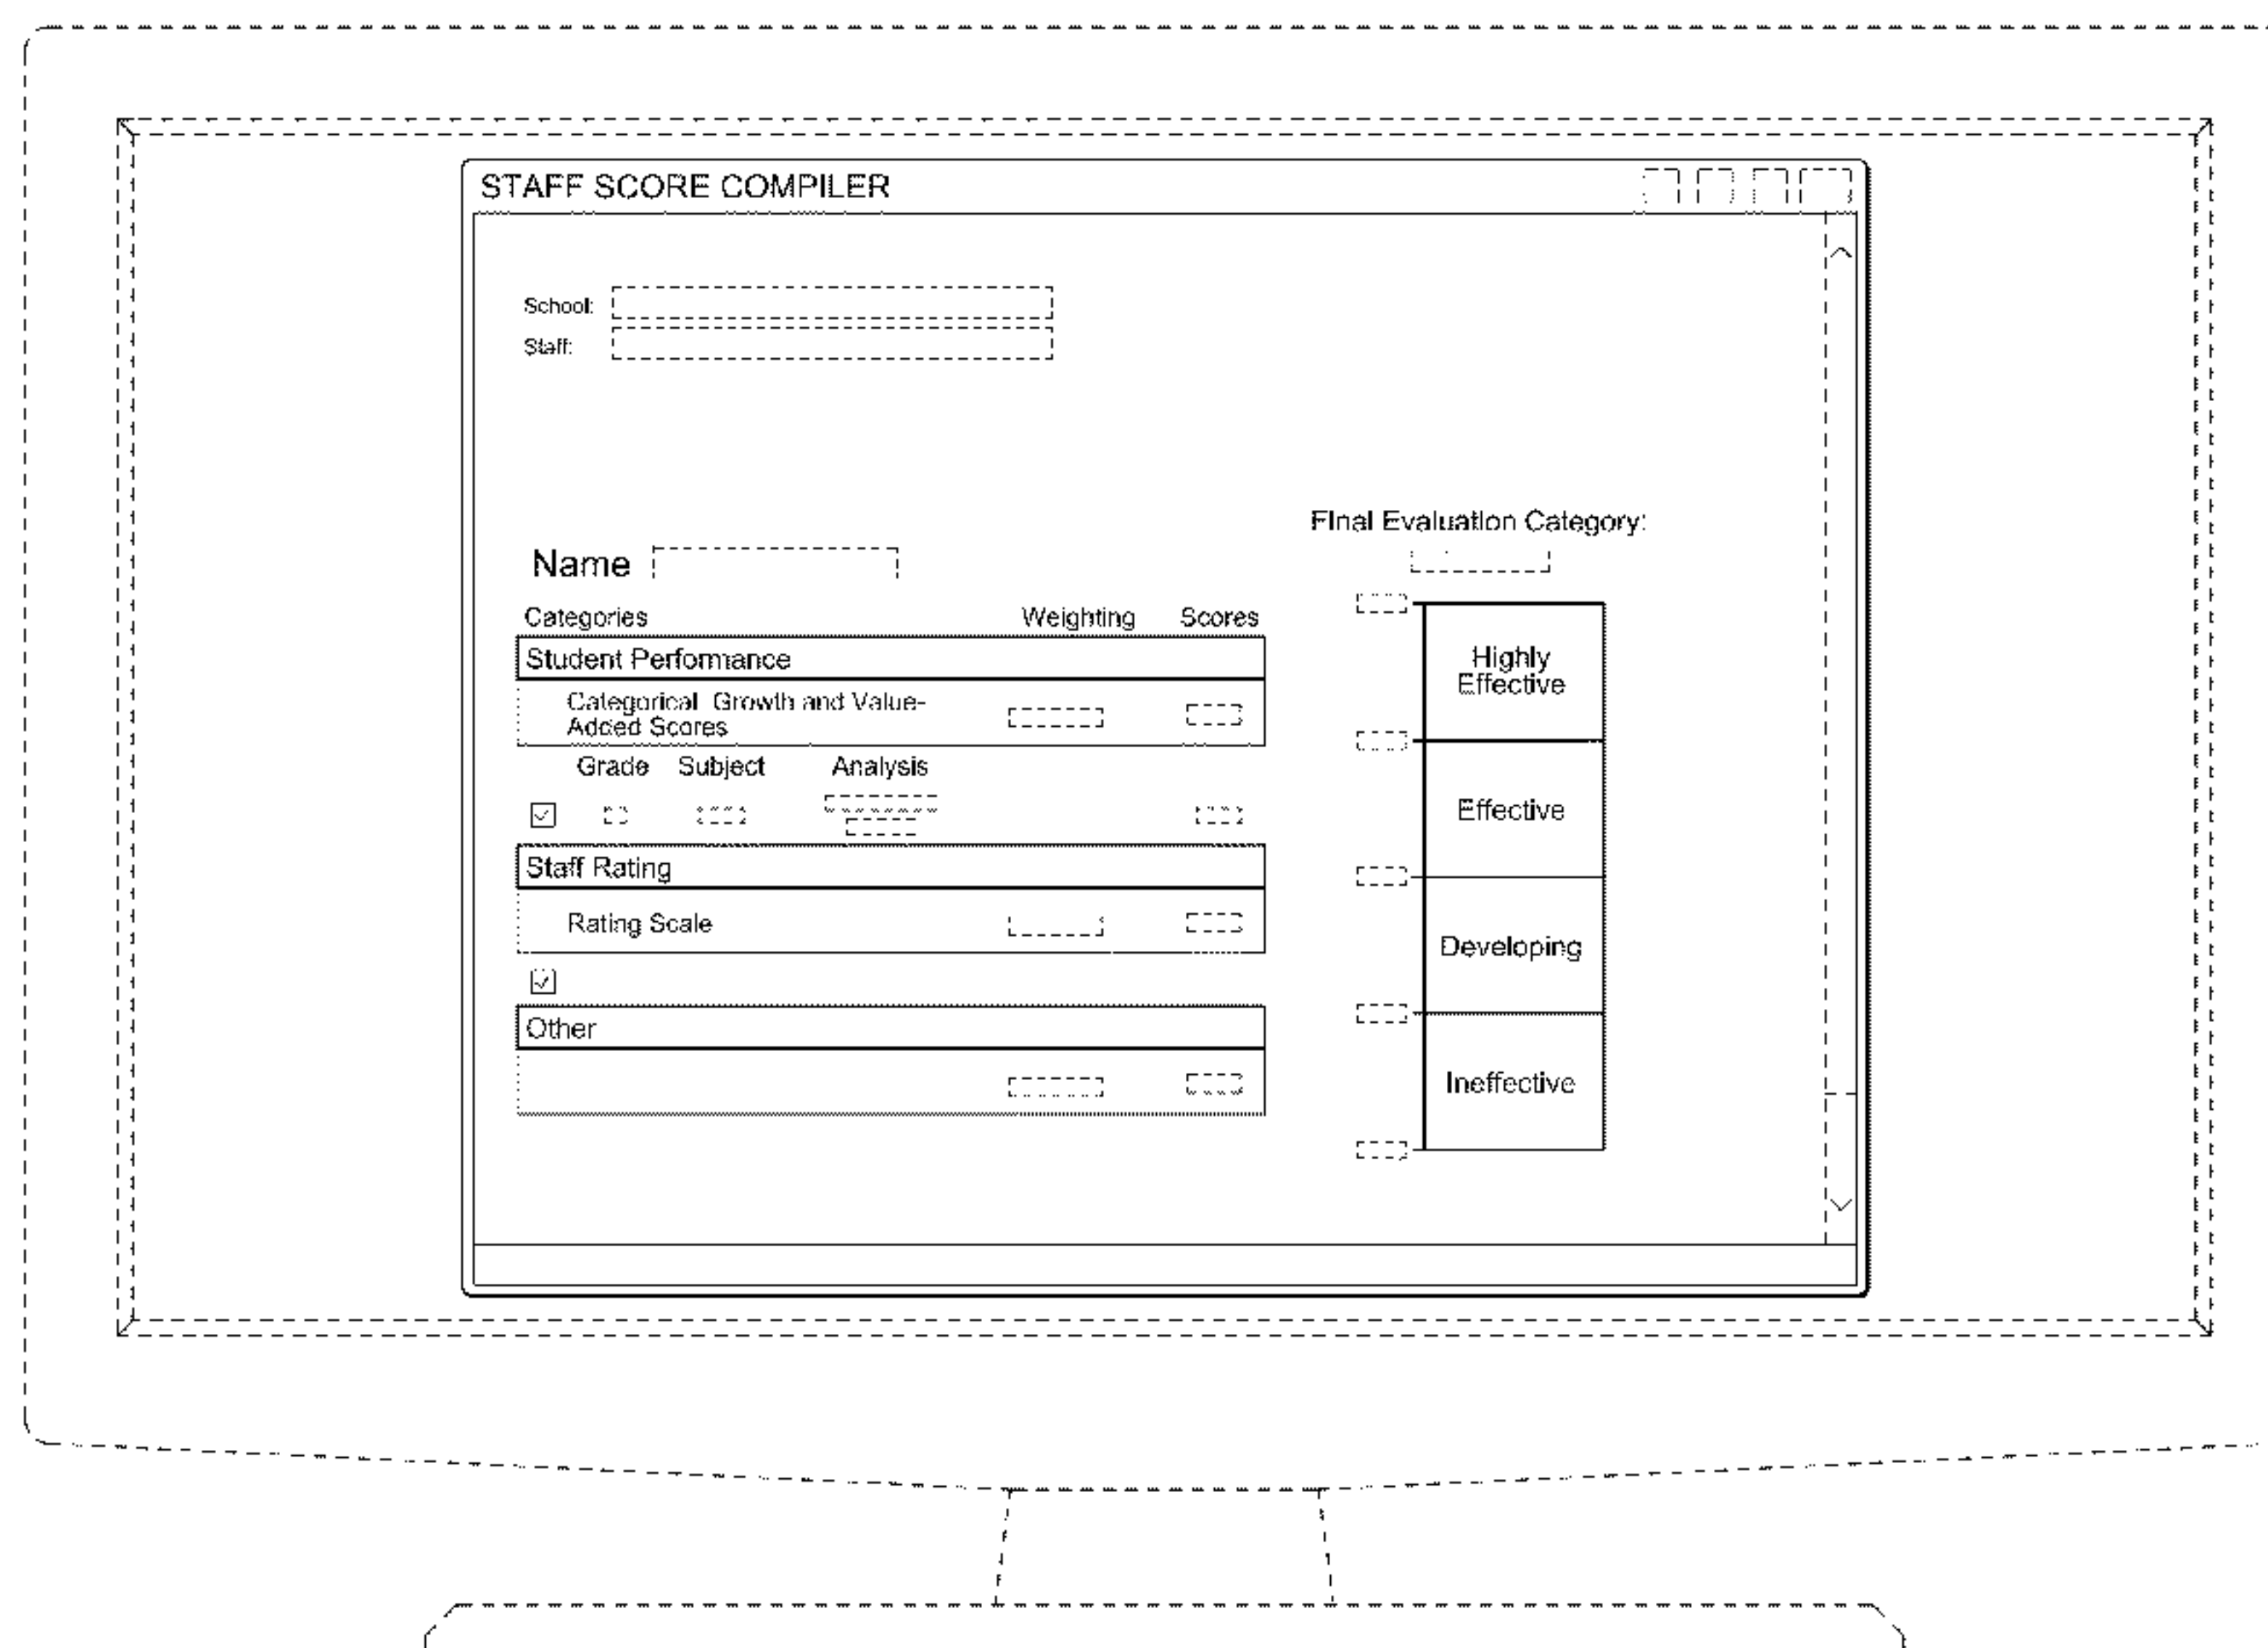 STAFF SCORE COMPILER
School:
Staff:
Final Evaluation Category:
Name
Categories Weighting Scores
Student Performance
Categorical Growth and Value-
Added Scores
Grade Subject Analysis
Staff Rating
Rating Scale
Other
Highly
Effective
Effective
Developing
Ineffective